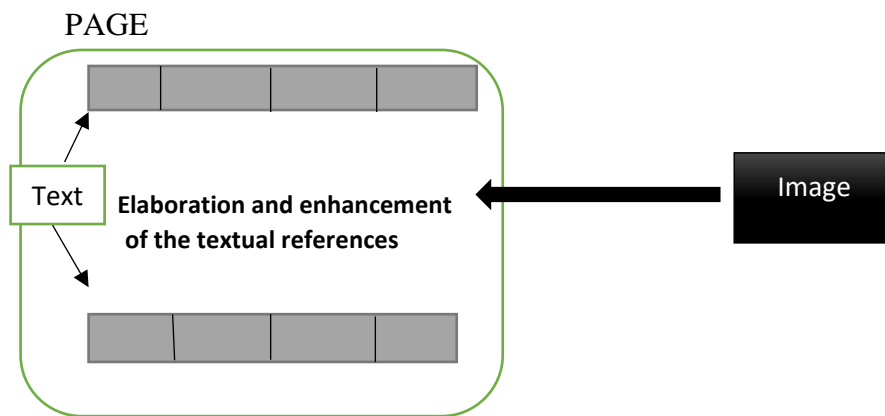 PAGE
Text
Elaboration and enhancement
of the textual references
Image